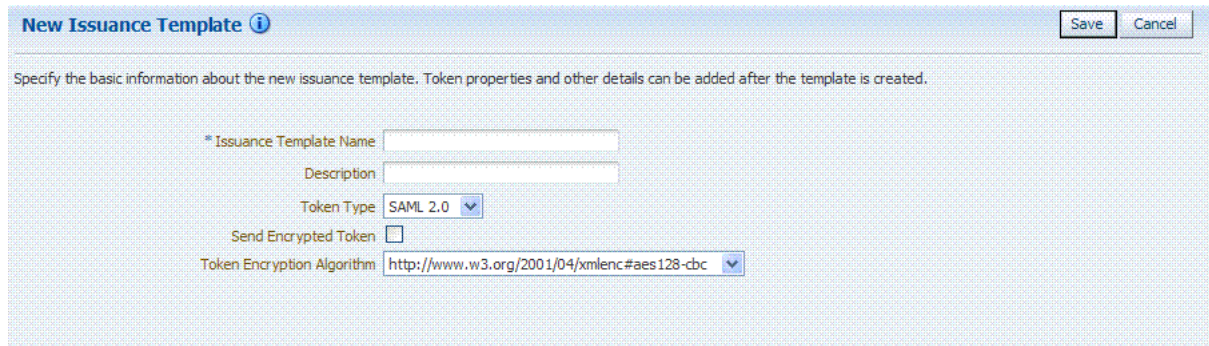 New Issuance Template
Save Cancel
Specify the basic information about the new issuance template. Token properties and other details can be added after the template is created.
* Issuance Template Name
Description
Token Type SAML 2.0
Send Encrypted Token
Token Encryption Algorithm http://www.w3.org/2001/04/xmlenc#aes128-cbc